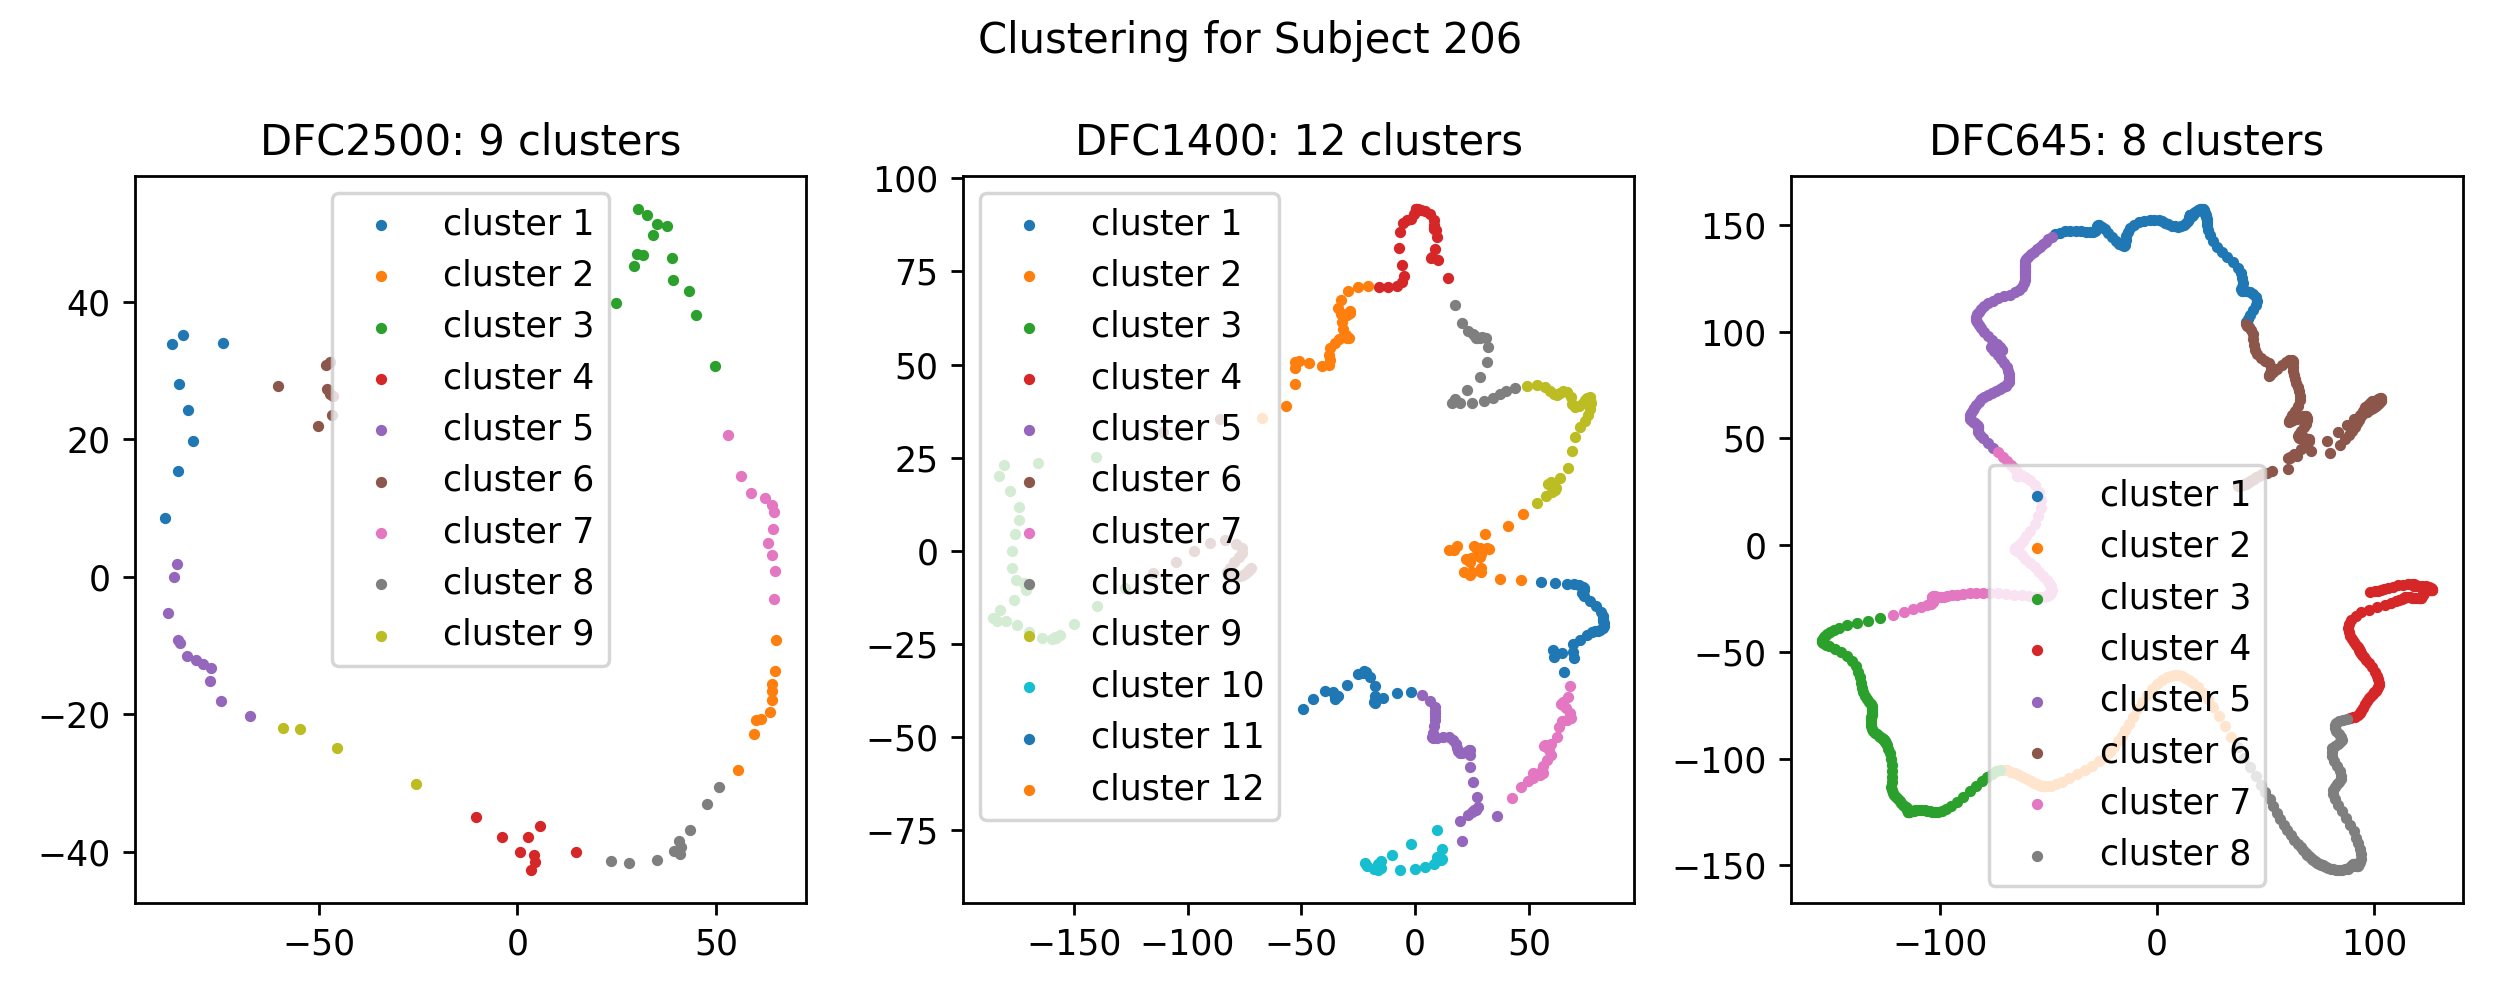 Clustering for Subject 206
DFC2500: 9 clusters
40
20
0
−20
−40
−50
0
50
cluster 1
cluster 2
cluster 3
cluster 4
cluster 5
cluster 6
cluster 7
cluster 8
cluster 9
DFC1400: 12 clusters
100
75
50
25
0
−25
−50
−75
−150
−100
−50
0
50
cluster 1
cluster 2
cluster 3
cluster 4
cluster 5
cluster 6
cluster 7
cluster 8
cluster 9
cluster 10
cluster 11
cluster 12
DFC645: 8 clusters
150
100
50
0
−50
−100
−150
−100
0
100
cluster 1
cluster 2
cluster 3
cluster 4
cluster 5
cluster 6
cluster 7
cluster 8